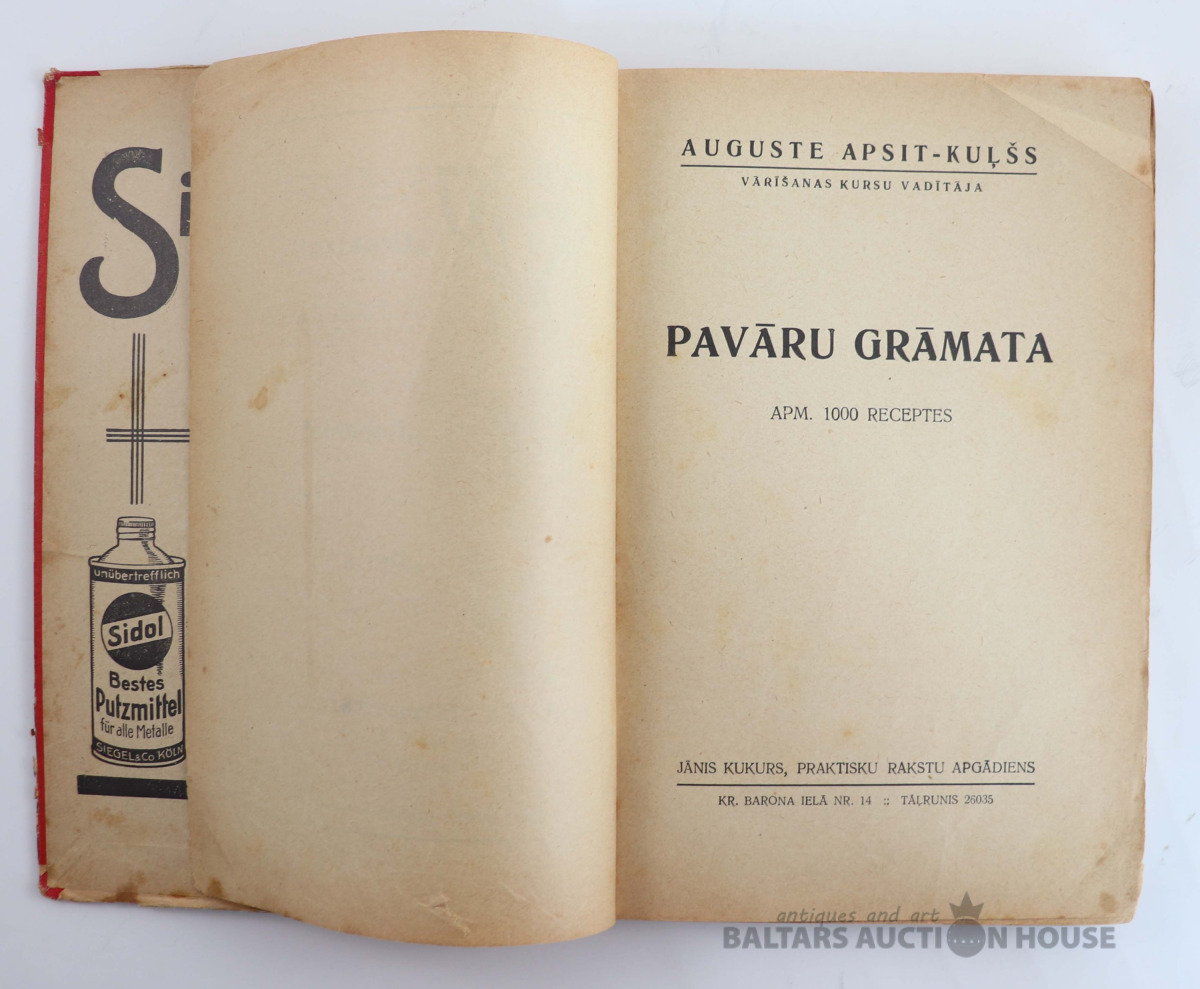 Si
unübertrefflich
Sidol
Bestes
Putzmittel
für alle Metalle
SIEGEL & Co KÖLN
AUGUSTE APSIT-KUĻŠS
VĀRĪŠANAS KURSU VADĪTĀJA
PAVĀRU GRĀMATA
APM. 1000 RECEPTES
JĀNIS KUKURS, PRAKTISKU RAKSTU APGĀDIENS
KR. BARONA IELĀ NR. 14 :: TĀĻRUNIS 26035
antiques and art
BALTARS AUCTION HOUSE